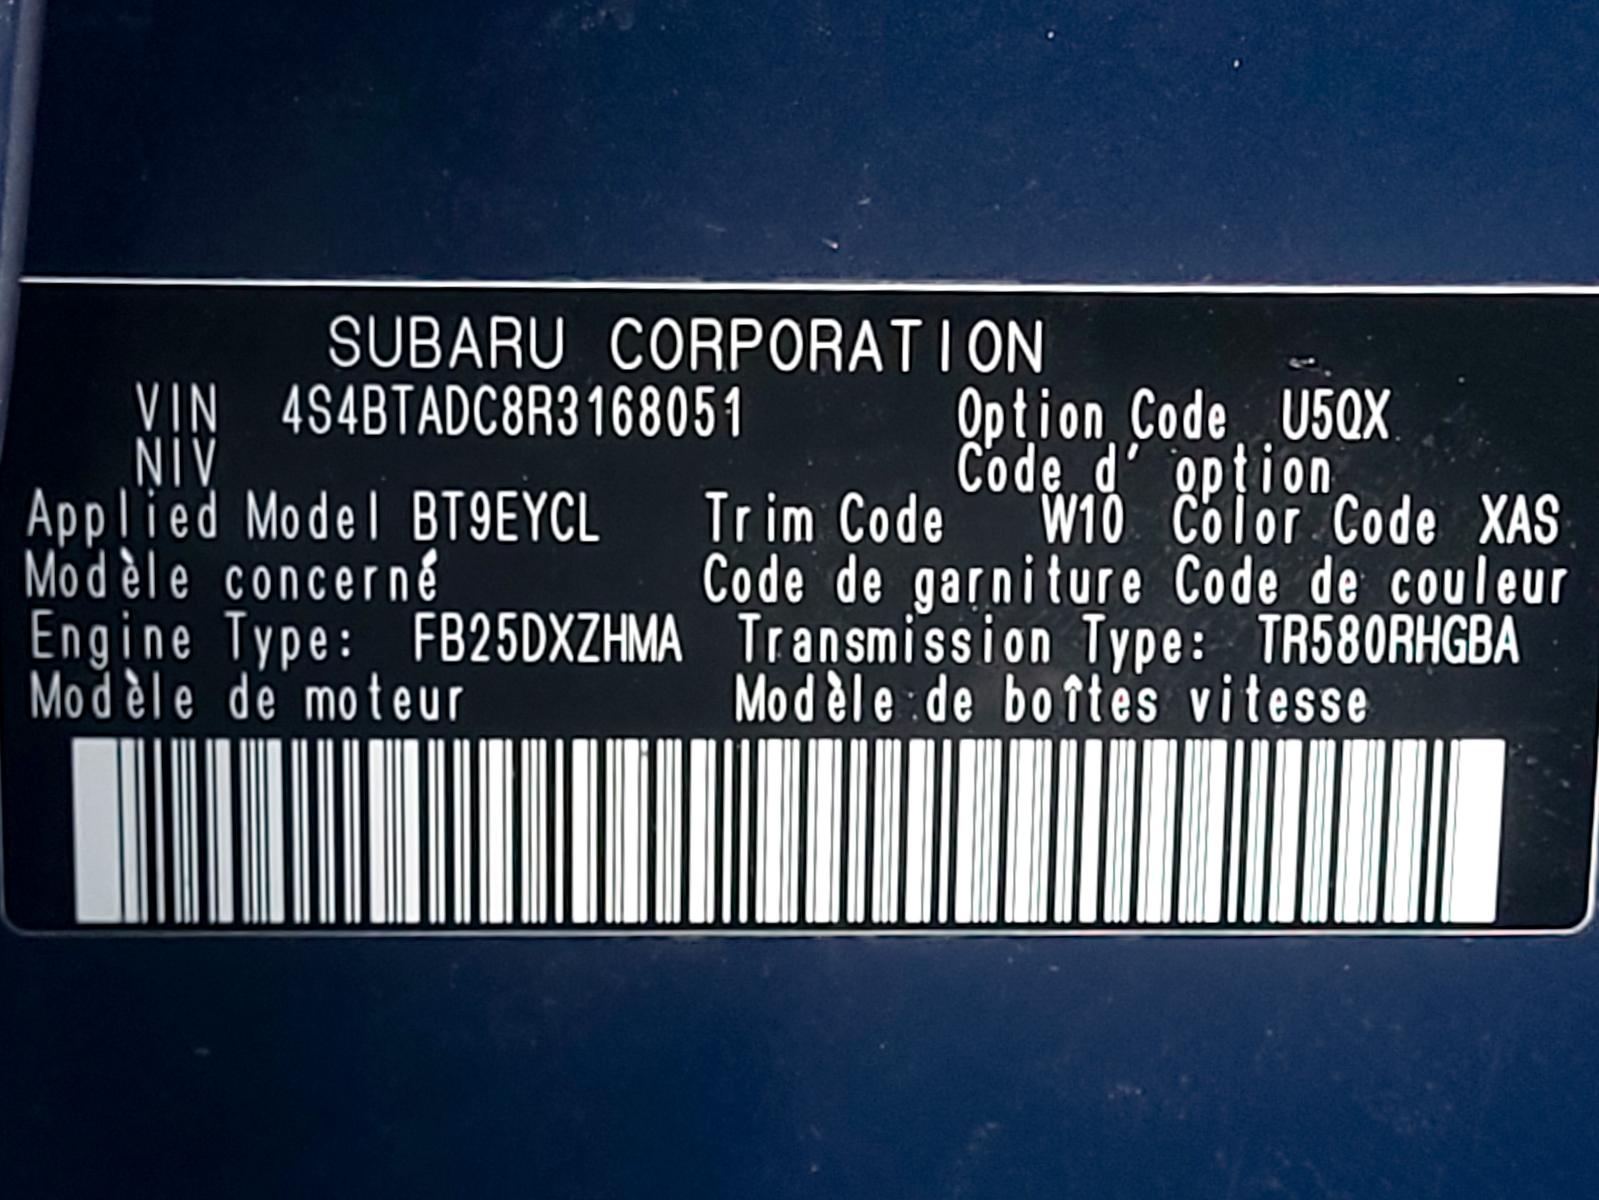 SUBARU CORPORATION
VIN 4S4BTADC8R3168051 Option Code U5QX
NIV Code d' option
Applied Model BT9EYCL Trim Code W10 Color Code XAS
Modèle concerné Code de garniture Code de couleur
Engine Type: FB25DXZHMA Transmission Type: TR580RHGBA
Modèle de moteur Modèle de boîtes vitesse